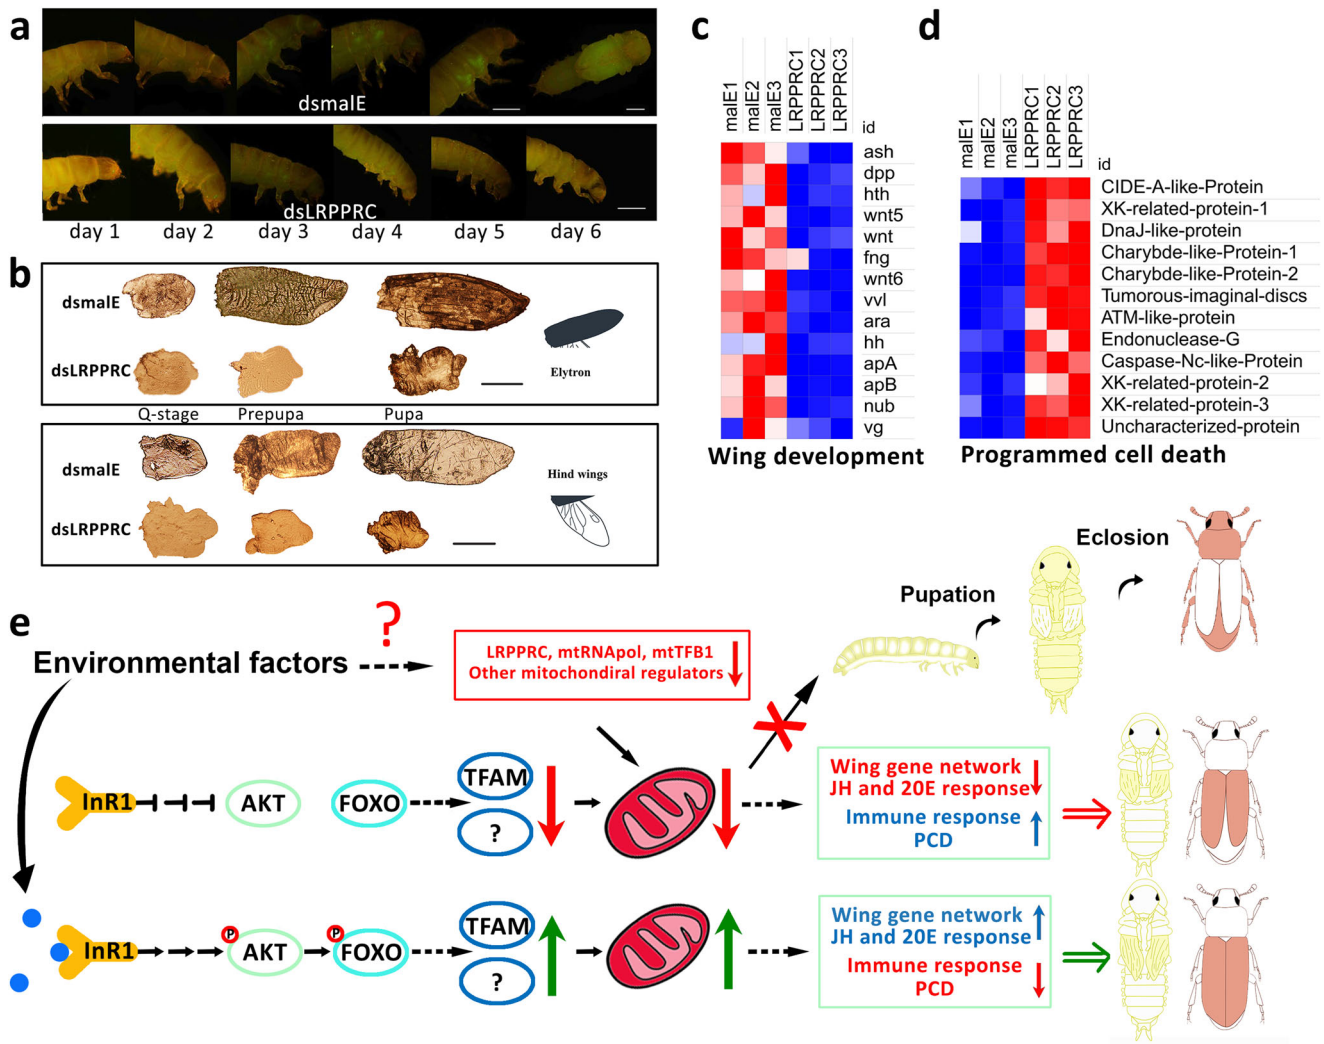 a
dsmalE
dsLRPPRC
day 1
day 2
day 3
day 4
day 5
day 6
b
dsmalE
Elytron
dsLRPPRC
Q-stage
Prepupa
Pupa
dsmalE
Hind wings
dsLRPPRC
c
malE1
malE2
malE3
LRPPRC1
LRPPRC2
LRPPRC3
id
ash
dpp
hth
wnt5
wnt
fng
wnt6
vvl
ara
hh
apA
apB
nub
vg
Wing development
d
malE1
malE2
malE3
LRPPRC1
LRPPRC2
LRPPRC3
id
CIDE-A-like-Protein
XK-related-protein-1
DnaJ-like-protein
Charybde-like-Protein-1
Charybde-like-Protein-2
Tumorous-imaginal-discs
ATM-like-protein
Endonuclease-G
Caspase-Nc-like-Protein
XK-related-protein-2
XK-related-protein-3
Uncharacterized-protein
Programmed cell death
e
Environmental factors
?
LRPPRC, mtRNApol, mtTFB1
Other mitochondiral regulators
Pupation
Eclosion
InR1
AKT
FOXO
TFAM
?
Wing gene network
JH and 20E response
Immune response
PCD
InR1
P
AKT
P
FOXO
TFAM
?
Wing gene network
JH and 20E response
Immune response
PCD